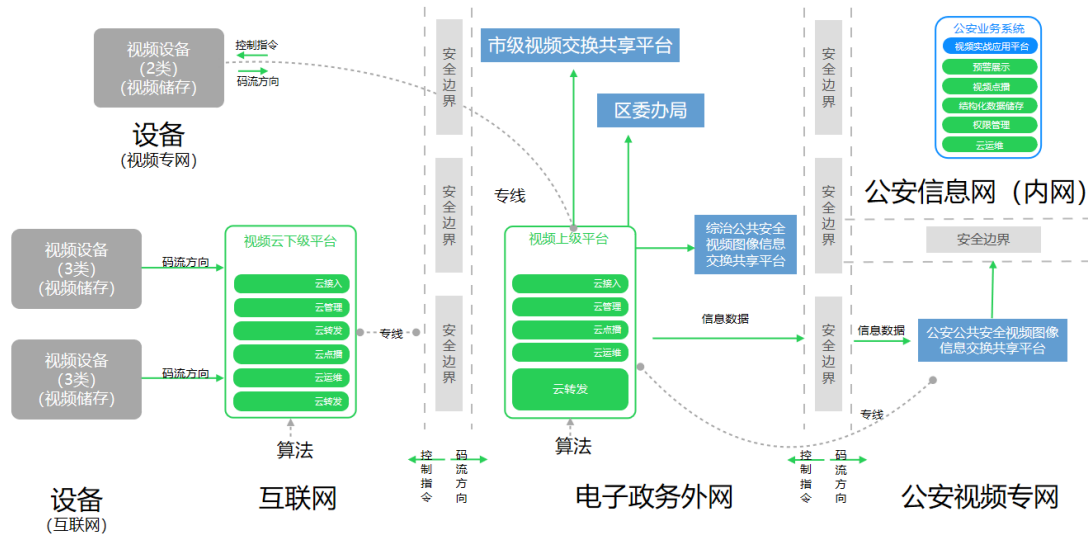 视频设备
（2类）
（视频储存）
设备
（视频专网）
控制指令
码流方向
视频设备
（3类）
（视频储存）
码流方向
视频设备
（3类）
（视频储存）
码流方向
设备
（互联网）
视频云下级平台
云接入
云管理
云转发
云点播
云运维
云转发
算法
互联网
专线
安全边界
安全边界
安全边界
控制指令
码流方向
市级视频交换共享平台
区委办局
专线
视频上级平台
云接入
云管理
云点播
云运维
云转发
算法
电子政务外网
综治公共安全
视频图像信息
交换共享平台
信息数据
安全边界
安全边界
安全边界
控制指令
码流方向
公安业务系统
视频实战应用平台
预警展示
视频点播
结构化数据储存
权限管理
云运维
公安信息网（内网）
安全边界
信息数据
公安公共安全视频图像
信息交换共享平台
专线
公安视频专网